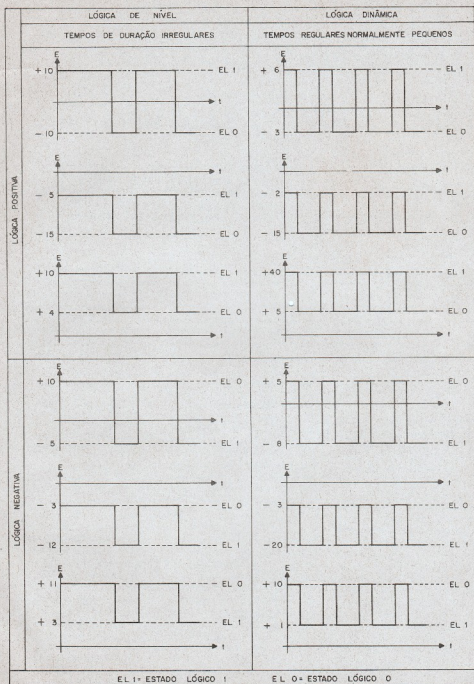 LÓGICA DE NÍVEL
LÓGICA DINÂMICA
TEMPOS DE DURAÇÃO IRREGULARES
TEMPOS REGULARES NORMALMENTE PEQUENOS
LÓGICA POSITIVA
E
+ 10
EL 1
t
- 10
EL 0
E
+ 6
EL 1
t
- 3
EL 0
E
t
- 5
EL 1
- 15
EL 0
E
t
- 2
EL 1
- 15
EL 0
E
+ 10
EL 1
+ 4
EL 0
t
E
+40
EL 1
+ 5
EL 0
t
LÓGICA NEGATIVA
E
+ 10
EL 0
t
- 5
EL 1
E
+ 5
EL 0
t
- 8
EL 1
E
t
- 3
EL 0
- 12
EL 1
E
t
- 3
EL 0
-20
EL 1
E
+ 11
EL 0
+ 3
EL 1
t
E
+ 10
EL 0
+ 1
EL 1
t
EL 1= ESTADO LÓGICO 1
EL 0= ESTADO LÓGICO 0